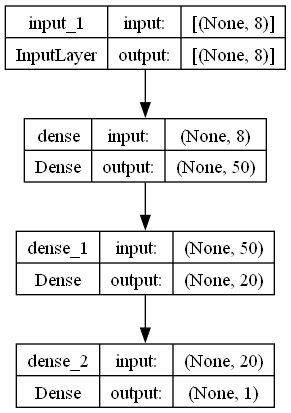 input_1 input: [(None, 8)]
InputLayer output: [(None, 8)]
dense input: (None, 8)
Dense output: (None, 50)
dense_1 input: (None, 50)
Dense output: (None, 20)
dense_2 input: (None, 20)
Dense output: (None, 1)